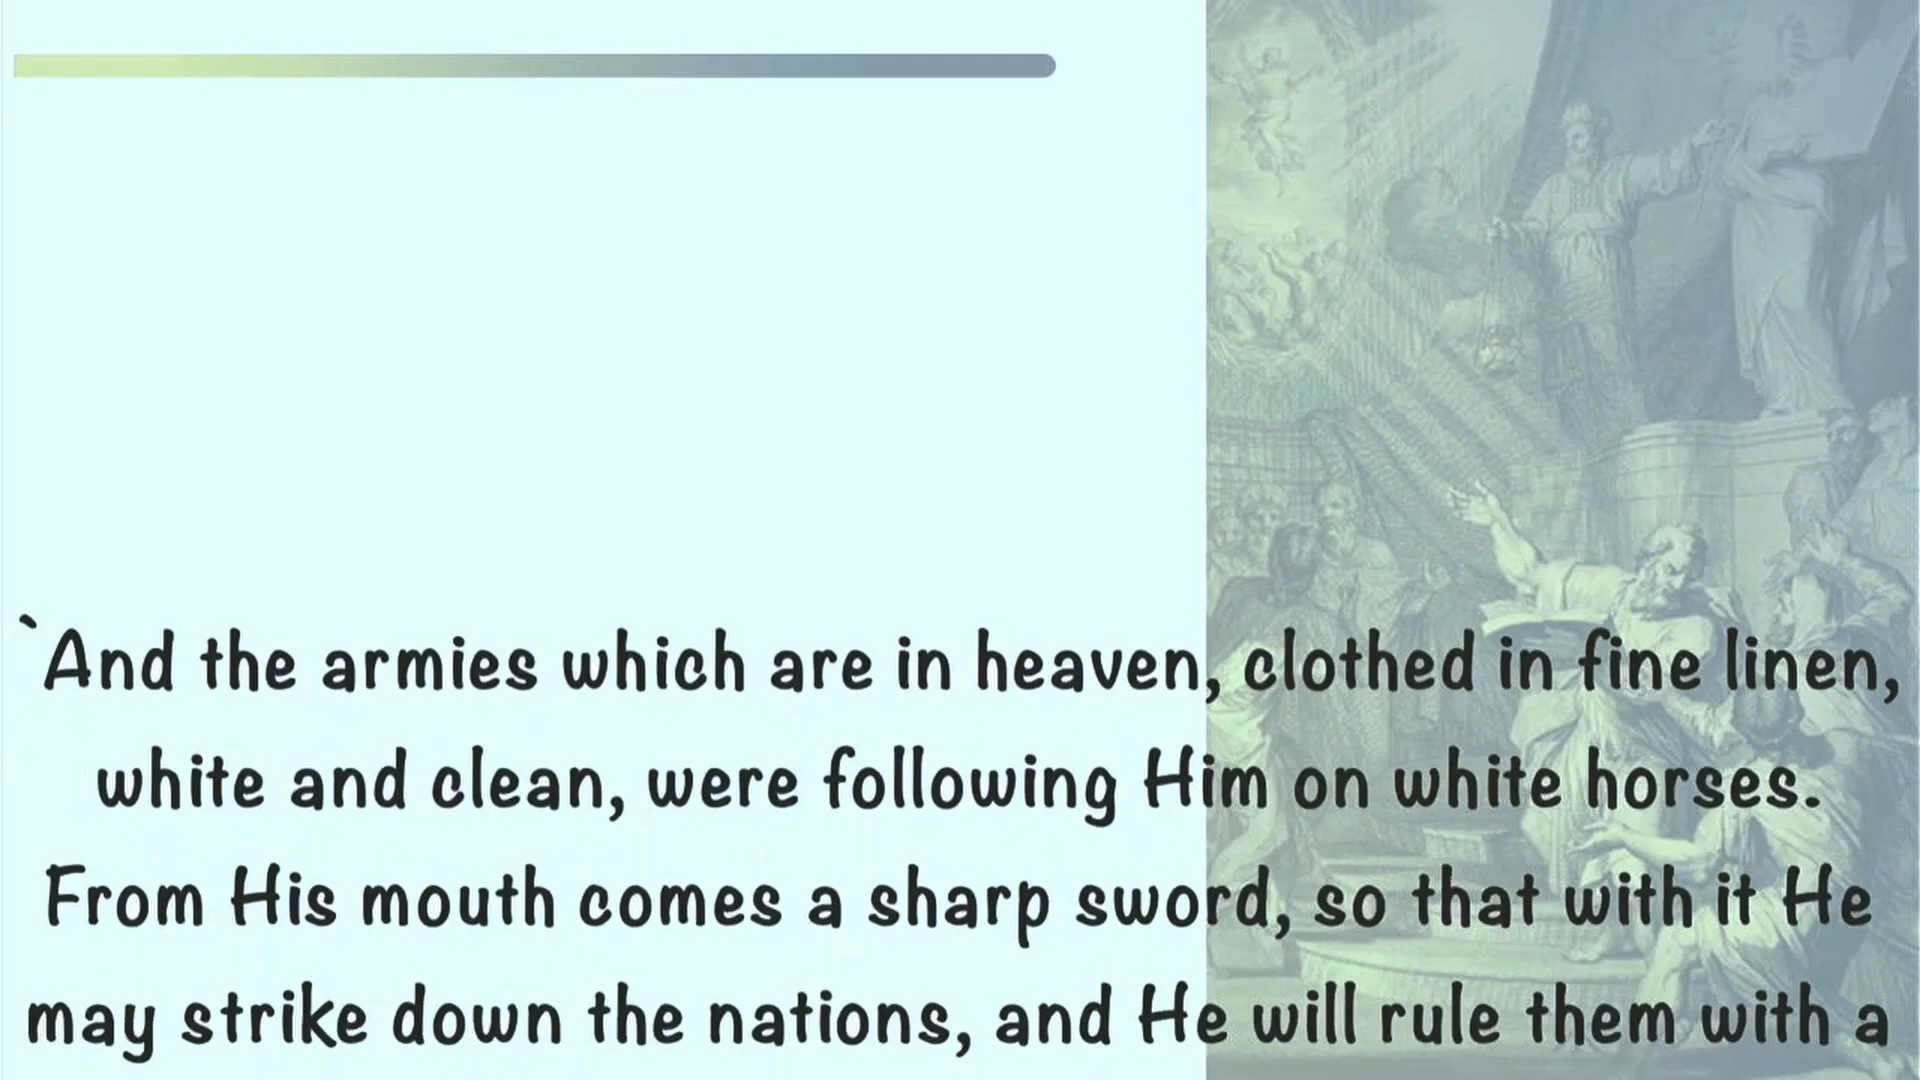 `And the armies which are in heaven, clothed in fine linen,
white and clean, were following Him on white horses.
From His mouth comes a sharp sword, so that with it He
may strike down the nations, and He will rule them with a